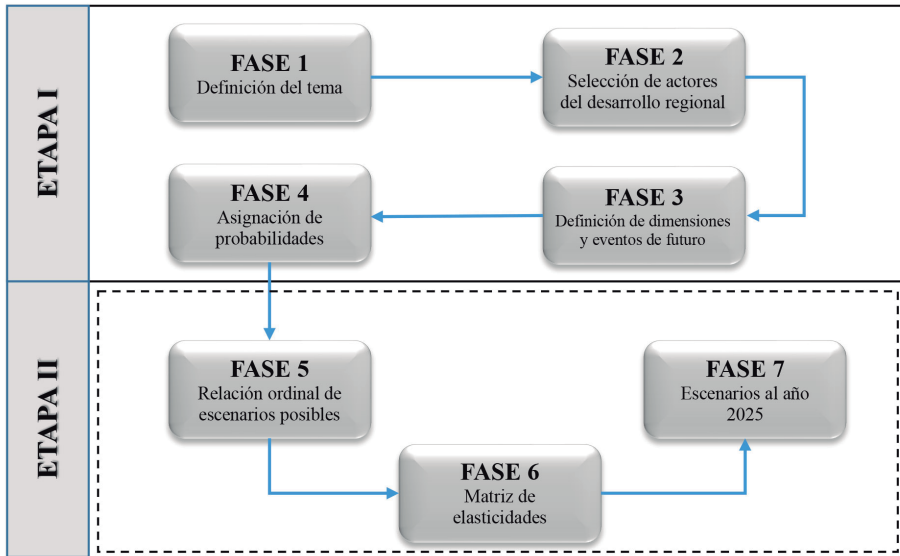 ETAPA I
FASE 1
Definición del tema
FASE 2
Selección de actores
del desarrollo regional
FASE 4
Asignación de
probabilidades
FASE 3
Definición de dimensiones
y eventos de futuro
ETAPA II
FASE 5
Relación ordinal de
escenarios posibles
FASE 7
Escenarios al año
2025
FASE 6
Matriz de
elasticidades